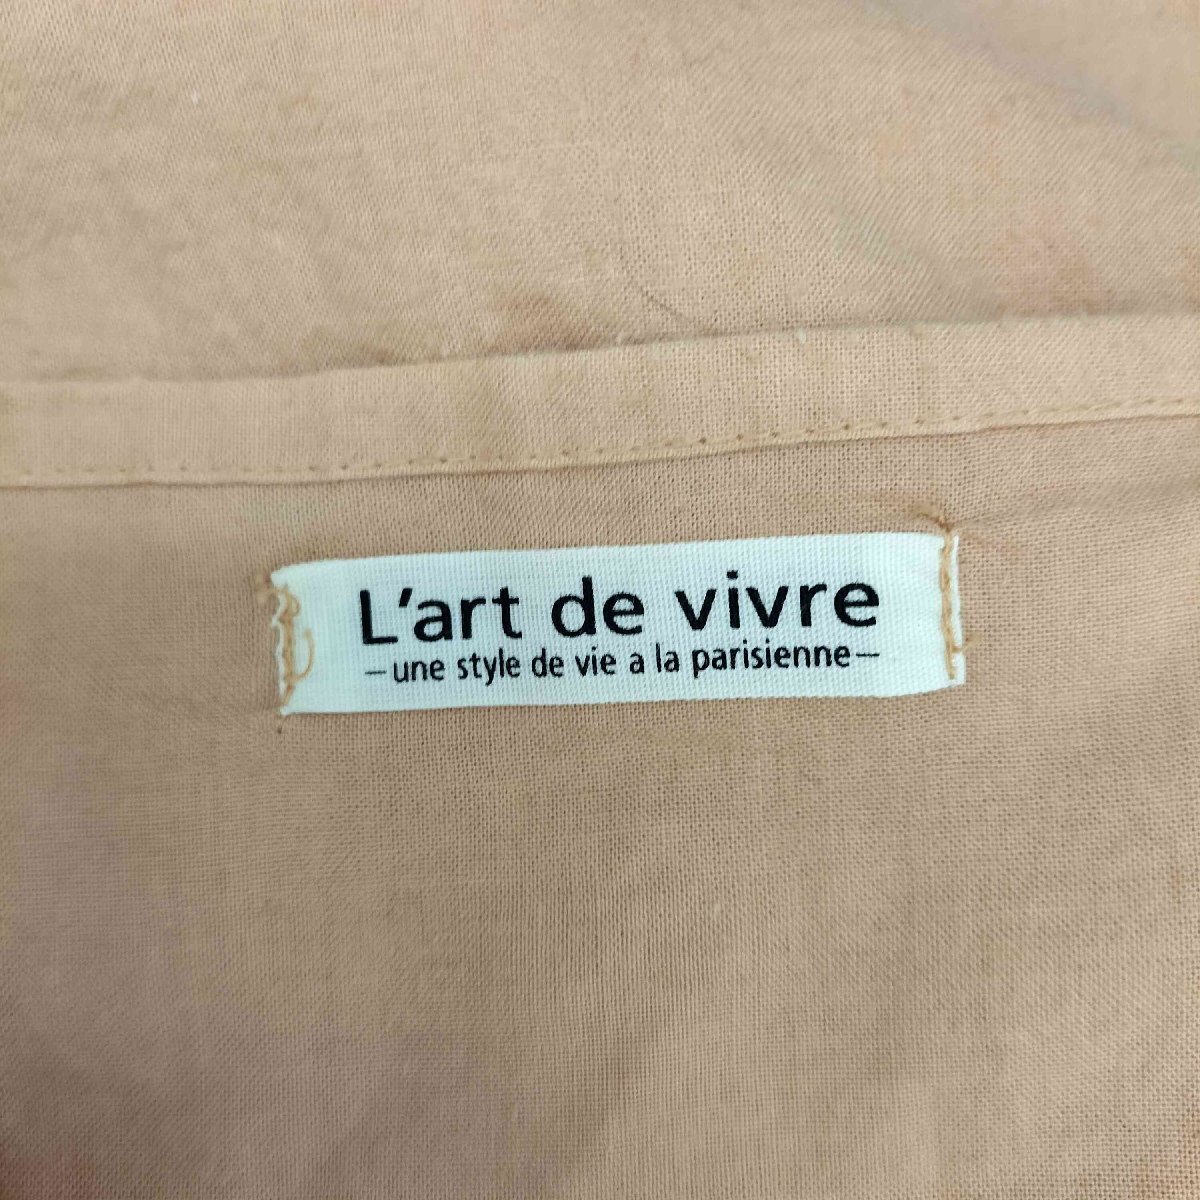 L'art de vivre
—une style de vie a la parisienne—